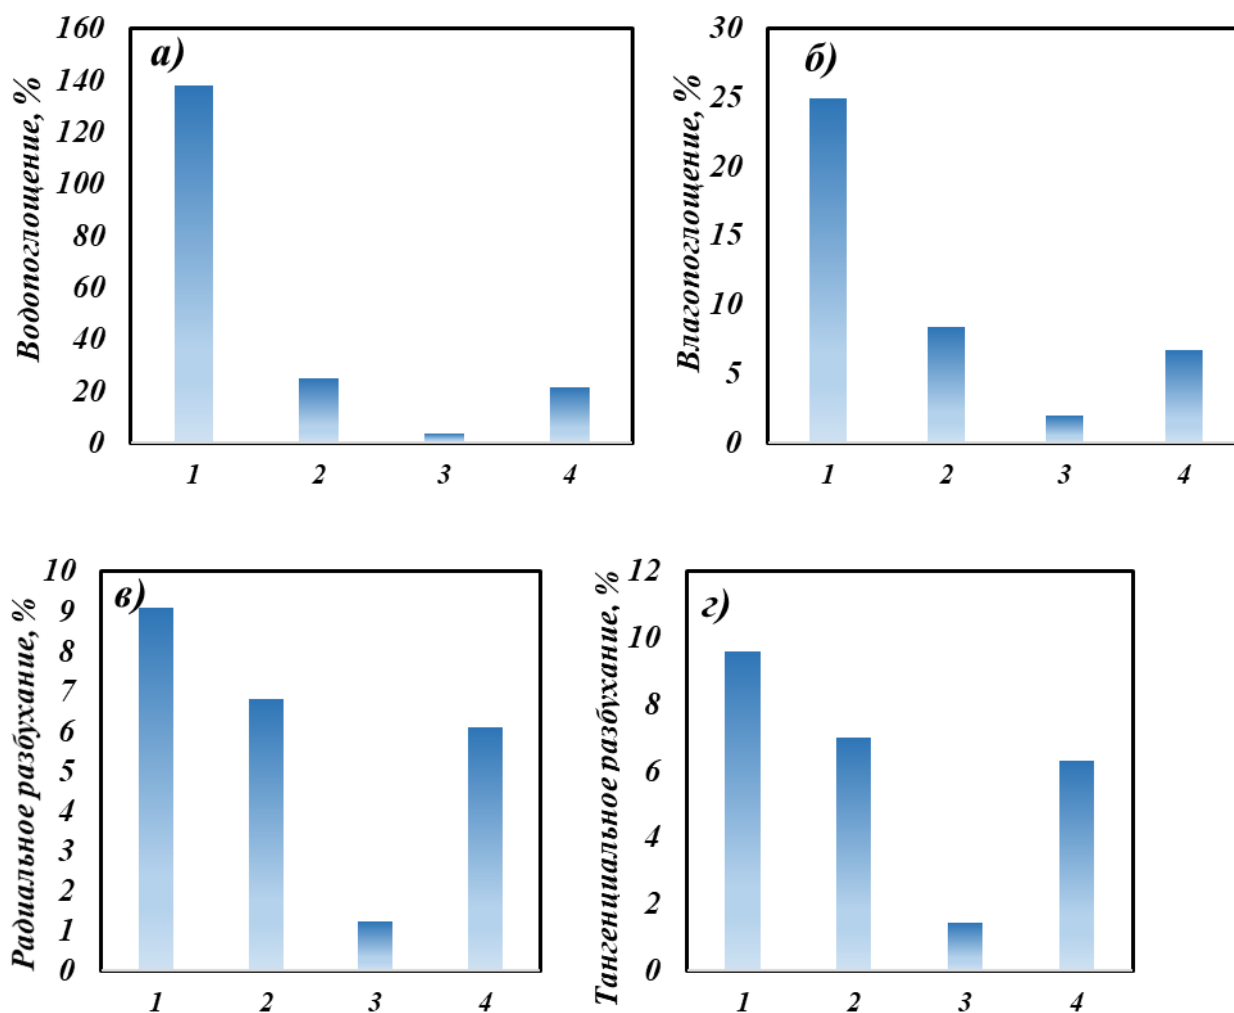 Водопоглощение, %
160
140
120
100
80
60
40
20
0
а)
1 2 3 4
Влагопоглощение, %
30
25
20
15
10
5
0
б)
1 2 3 4
Радиальное разбухание, %
10
9
8
7
6
5
4
3
2
1
0
в)
1 2 3 4
Тангенциальное разбухание, %
12
10
8
6
4
2
0
г)
1 2 3 4